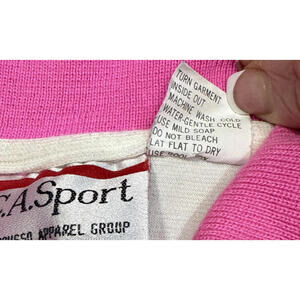 TURN GARMENT
INSIDE OUT
MACHINE WASH COLD
WATER-GENTLE CYCLE
USE MILD SOAP
DO NOT BLEACH
LAT FLAT TO DRY
.A.Sport
APPAREL GROUP